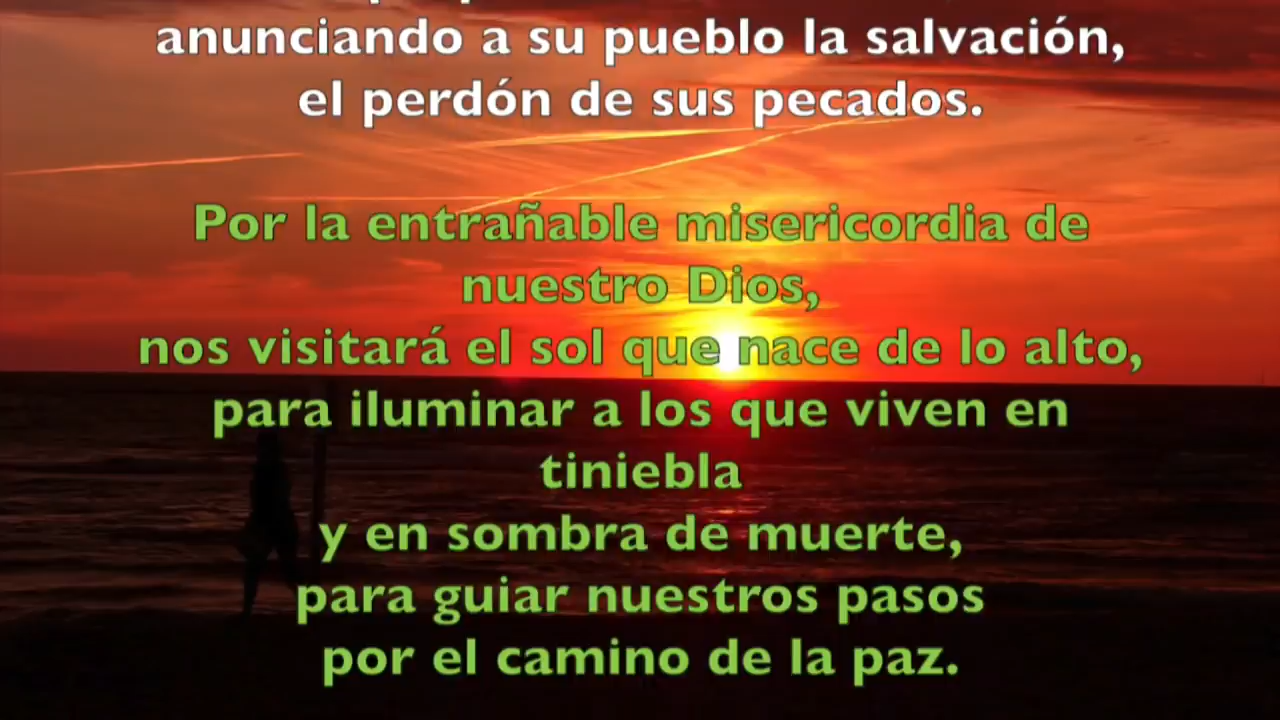 anunciando a su pueblo la salvación,
el perdón de sus pecados.
Por la entrañable misericordia de
nuestro Dios,
nos visitará el sol que nace de lo alto,
para iluminar a los que viven en
tiniebla
y en sombra de muerte,
para guiar nuestros pasos
por el camino de la paz.